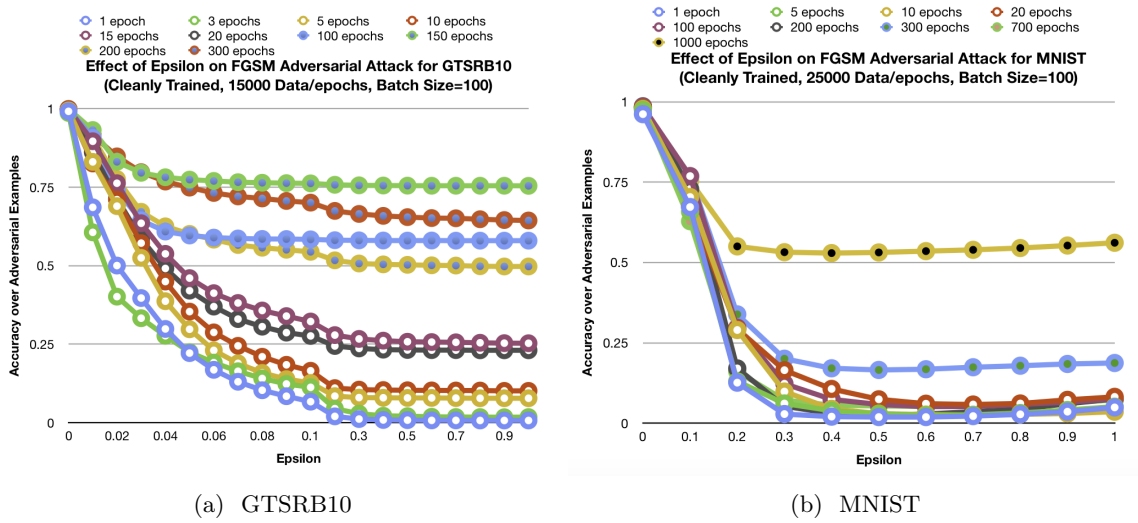 1 epoch 3 epochs 5 epochs 10 epochs
15 epochs 20 epochs 100 epochs 150 epochs
200 epochs 300 epochs
Effect of Epsilon on FGSM Adversarial Attack for GTSRB10
(Cleanly Trained, 15000 Data/epochs, Batch Size=100)
Accuracy over Adversarial Examples
1
0.75
0.5
0.25
0
0 0.02 0.04 0.06 0.08 0.1 0.3 0.5 0.7 0.9
Epsilon
(a) GTSRB10
1 epoch 5 epochs 10 epochs 20 epochs
100 epochs 200 epochs 300 epochs 700 epochs
1000 epochs
Effect of Epsilon on FGSM Adversarial Attack for MNIST
(Cleanly Trained, 25000 Data/epochs, Batch Size=100)
Accuracy over Adversarial Examples
1
0.75
0.5
0.25
0
0 0.1 0.2 0.3 0.4 0.5 0.6 0.7 0.8 0.9 1
Epsilon
(b) MNIST